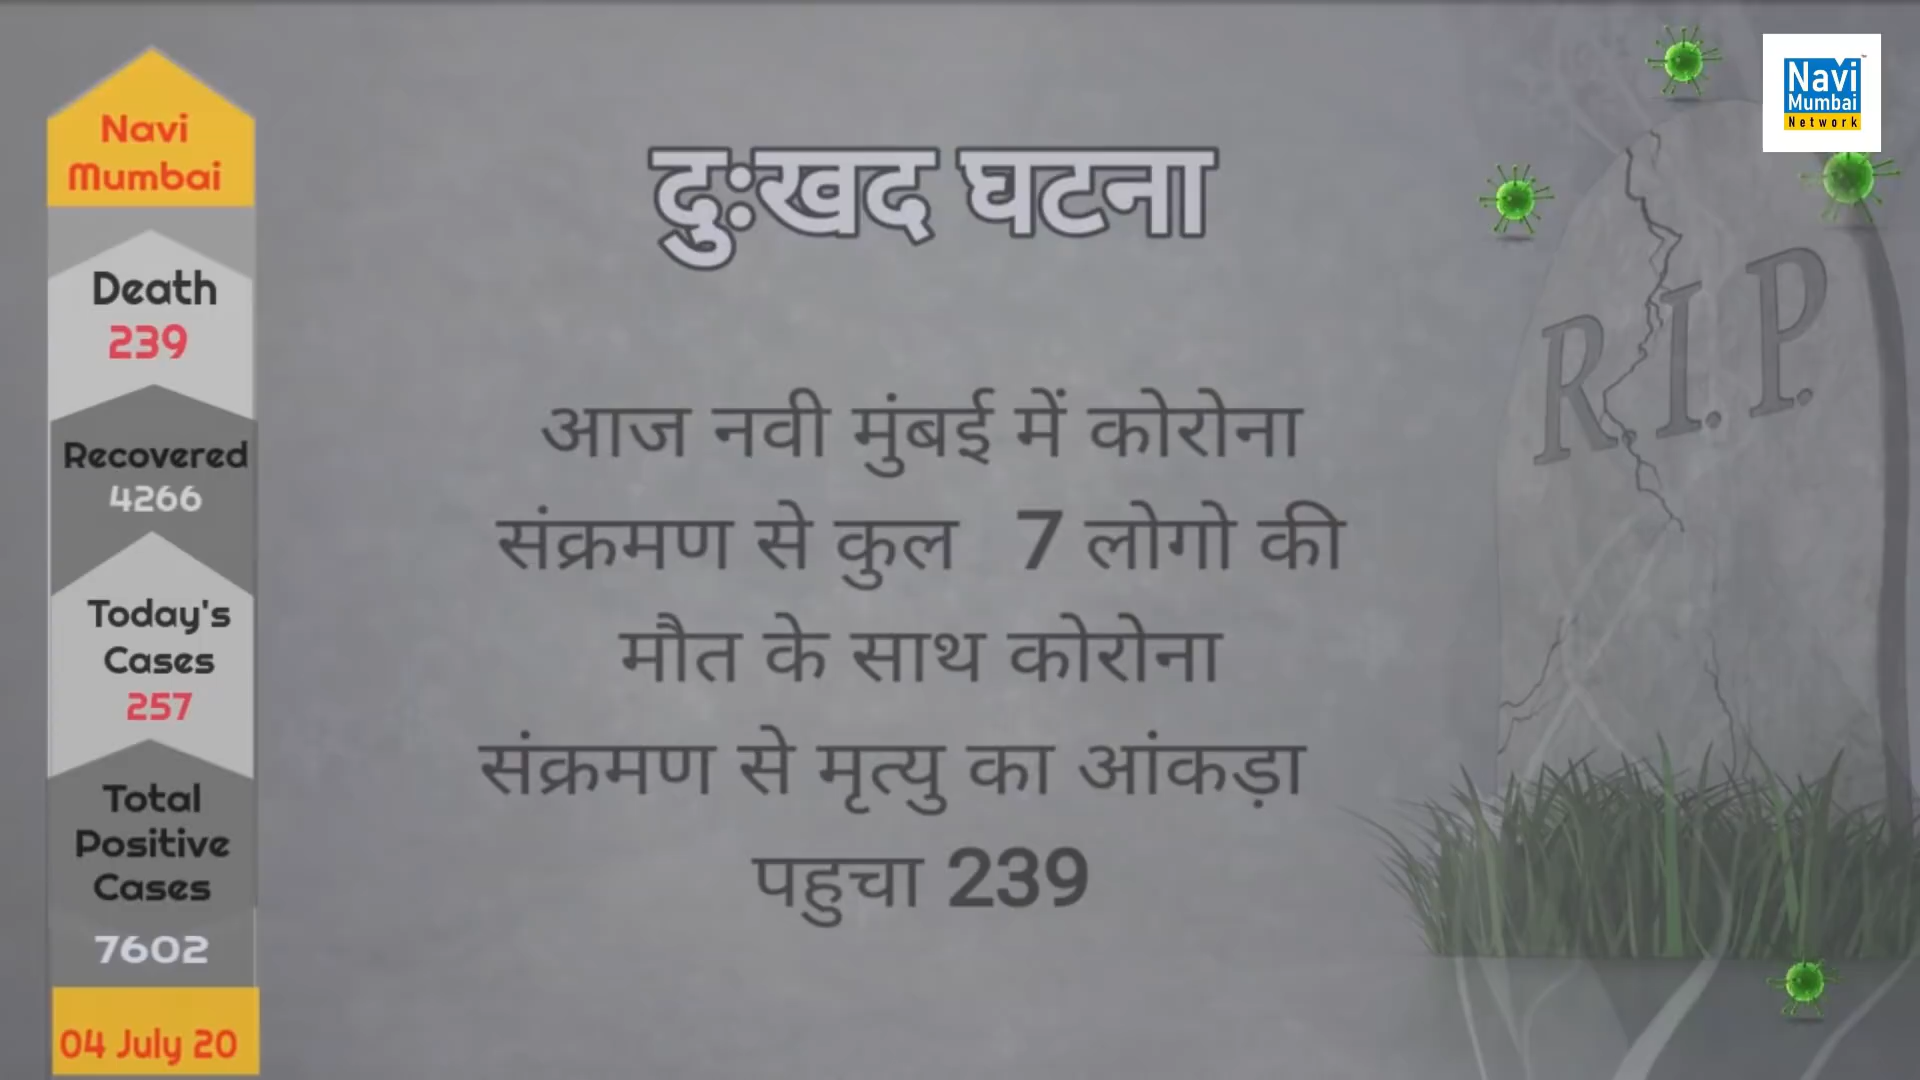 Navi
Mumbai
Death
239
Recovered
4266
Today's
Cases
257
Total
Positive
Cases
7602
04 July 20
दुःखद घटना
आज नवी मुंबई में कोरोना
संक्रमण से कुल 7 लोगो की
मौत के साथ कोरोना
संक्रमण से मृत्यु का आंकड़ा
पहुचा 239
R.I.P.
Navi
Mumbai
Network